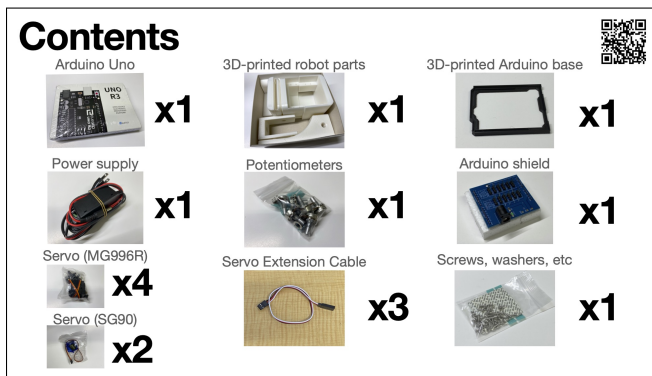 Contents
Arduino Uno
UNO
R3
x1
3D-printed robot parts
x1
3D-printed Arduino base
x1
Power supply
x1
Potentiometers
x1
Arduino shield
x1
Servo (MG996R)
x4
Servo (SG90)
x2
Servo Extension Cable
x3
Screws, washers, etc
x1